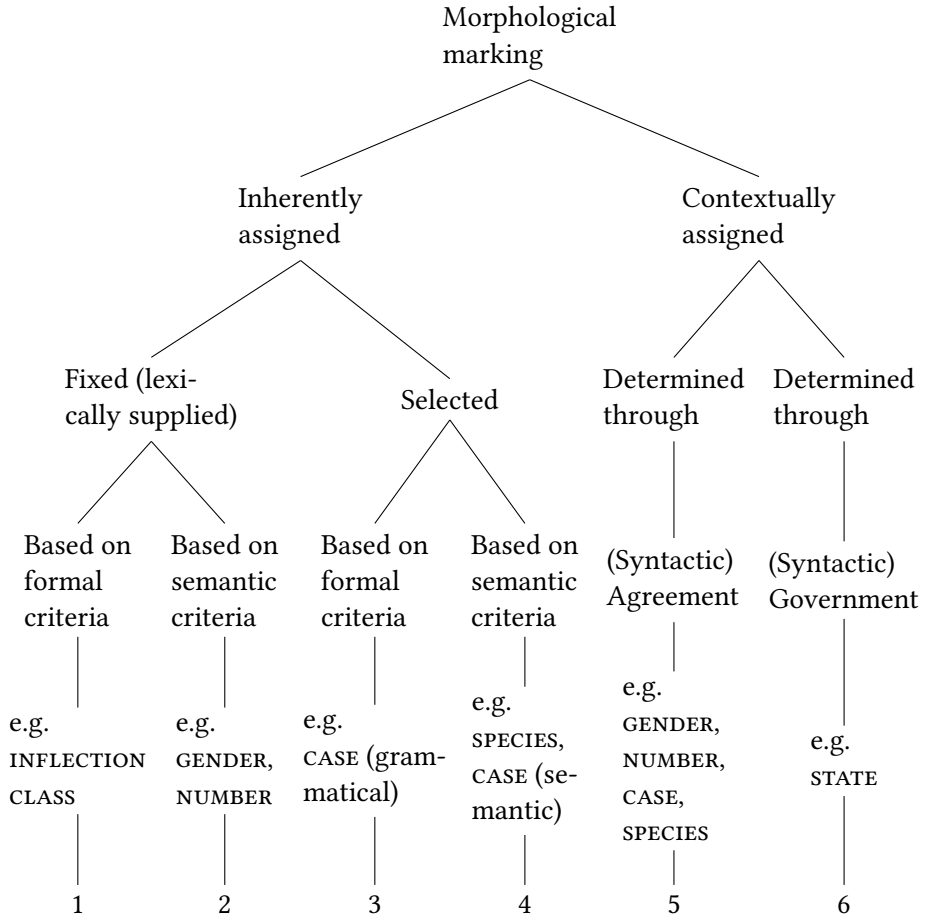 Morphological
marking
Inherently
assigned
Contextually
assigned
Fixed (lexi-
cally supplied)
Selected
Determined
through
Determined
through
Based on
formal
criteria
Based on
semantic
criteria
Based on
formal
criteria
Based on
semantic
criteria
(Syntactic)
Agreement
(Syntactic)
Government
e.g.
INFLECTION
CLASS
e.g.
GENDER,
NUMBER
e.g.
CASE (gram-
matical)
e.g.
SPECIES,
CASE (se-
mantic)
e.g.
GENDER,
NUMBER,
CASE,
SPECIES
e.g.
STATE
1
2
3
4
5
6